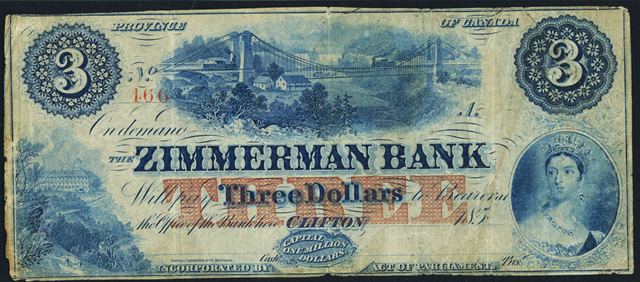 PROVINCE OF CANADA
3 3
No
166 A.
On demand
THE ZIMMERMAN BANK
Will pay Three Dollars to Bearer
THREE
the Office of the Bank here CLIFTON 185
CAPITAL
ONE MILLION
DOLLARS.
Cash. Pres.
INCORPORATED BY ACT OF PARLIAMENT.